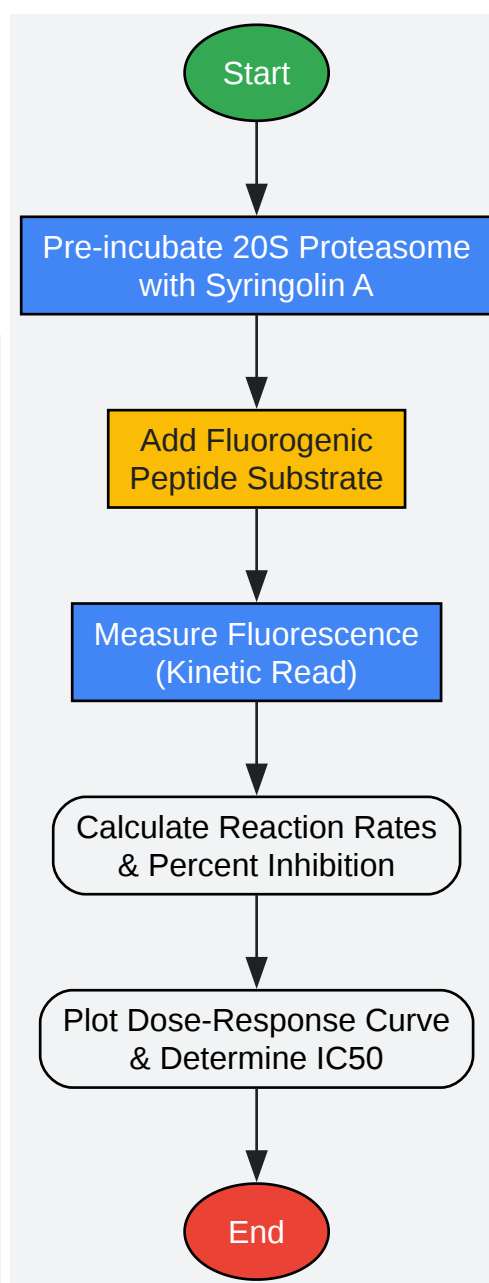 Start
Pre-incubate 20S Proteasome
with Syringolin A
Add Fluorogenic
Peptide Substrate
Measure Fluorescence
(Kinetic Read)
Calculate Reaction Rates
& Percent Inhibition
Plot Dose-Response Curve
& Determine IC50
End